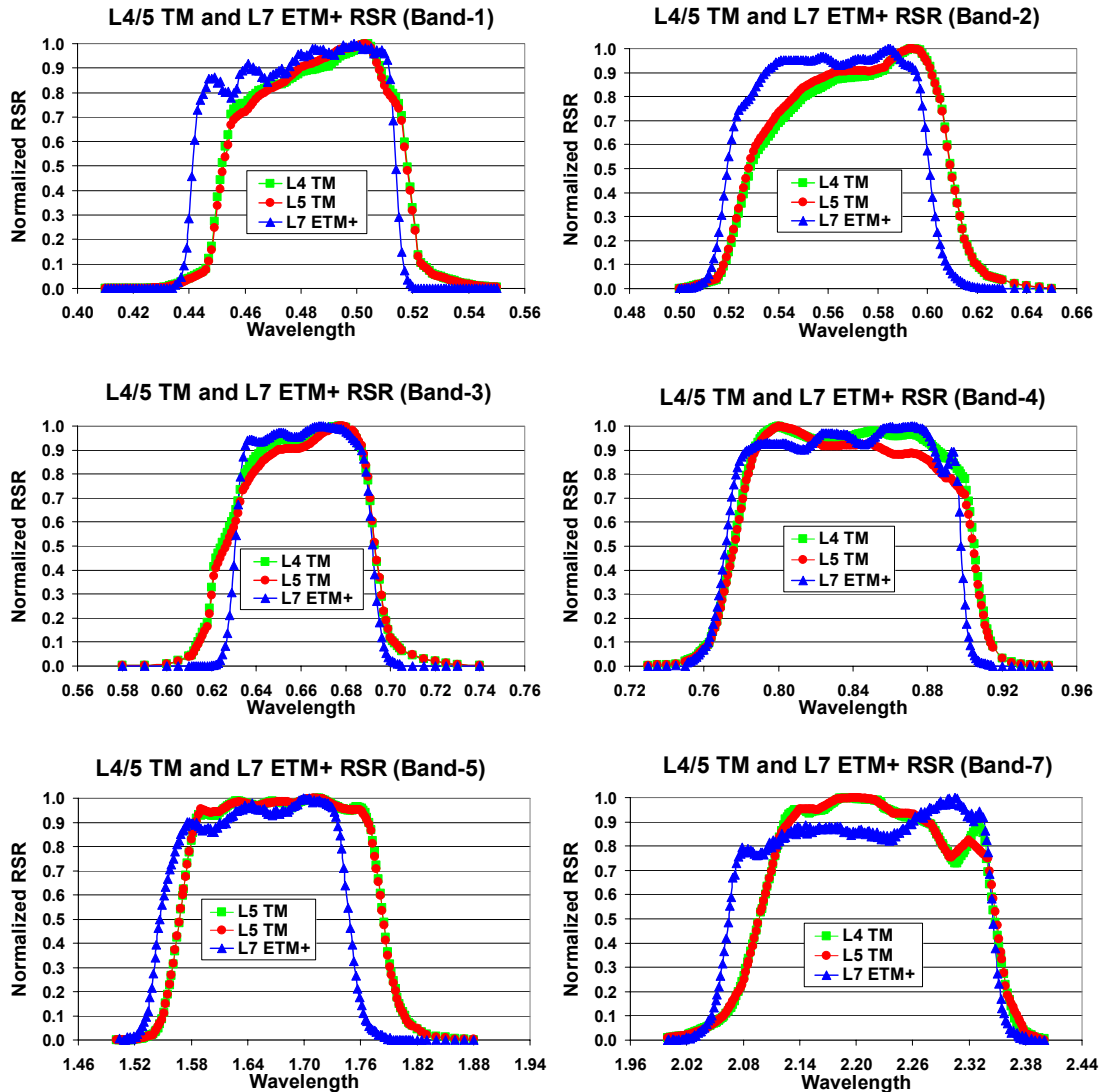 L4/5 TM and L7 ETM+ RSR (Band-1)
Normalized RSR
1.0
0.9
0.8
0.7
0.6
0.5
0.4
0.3
0.2
0.1
0.0
L4 TM
L5 TM
L7 ETM+
0.40 0.42 0.44 0.46 0.48 0.50 0.52 0.54 0.56
Wavelength
L4/5 TM and L7 ETM+ RSR (Band-2)
Normalized RSR
1.0
0.9
0.8
0.7
0.6
0.5
0.4
0.3
0.2
0.1
0.0
L4 TM
L5 TM
L7 ETM+
0.48 0.50 0.52 0.54 0.56 0.58 0.60 0.62 0.64 0.66
Wavelength
L4/5 TM and L7 ETM+ RSR (Band-3)
Normalized RSR
1.0
0.9
0.8
0.7
0.6
0.5
0.4
0.3
0.2
0.1
0.0
L4 TM
L5 TM
L7 ETM+
0.56 0.60 0.62 0.64 0.66 0.68 0.70 0.72 0.74 0.76
Wavelength
L4/5 TM and L7 ETM+ RSR (Band-4)
Normalized RSR
1.0
0.9
0.8
0.7
0.6
0.5
0.4
0.3
0.2
0.1
0.0
L4 TM
L5 TM
L7 ETM+
0.72 0.76 0.80 0.84 0.88 0.92 0.96
Wavelength
L4/5 TM and L7 ETM+ RSR (Band-5)
Normalized RSR
1.0
0.9
0.8
0.7
0.6
0.5
0.4
0.3
0.2
0.1
0.0
L5 TM
L5 TM
L7 ETM+
1.46 1.52 1.58 1.64 1.70 1.76 1.82 1.88 1.94
Wavelength
L4/5 TM and L7 ETM+ RSR (Band-7)
Normalized RSR
1.0
0.9
0.8
0.7
0.6
0.5
0.4
0.3
0.2
0.1
0.0
L4 TM
L5 TM
L7 ETM+
1.96 2.02 2.08 2.14 2.20 2.26 2.32 2.38 2.44
Wavelength